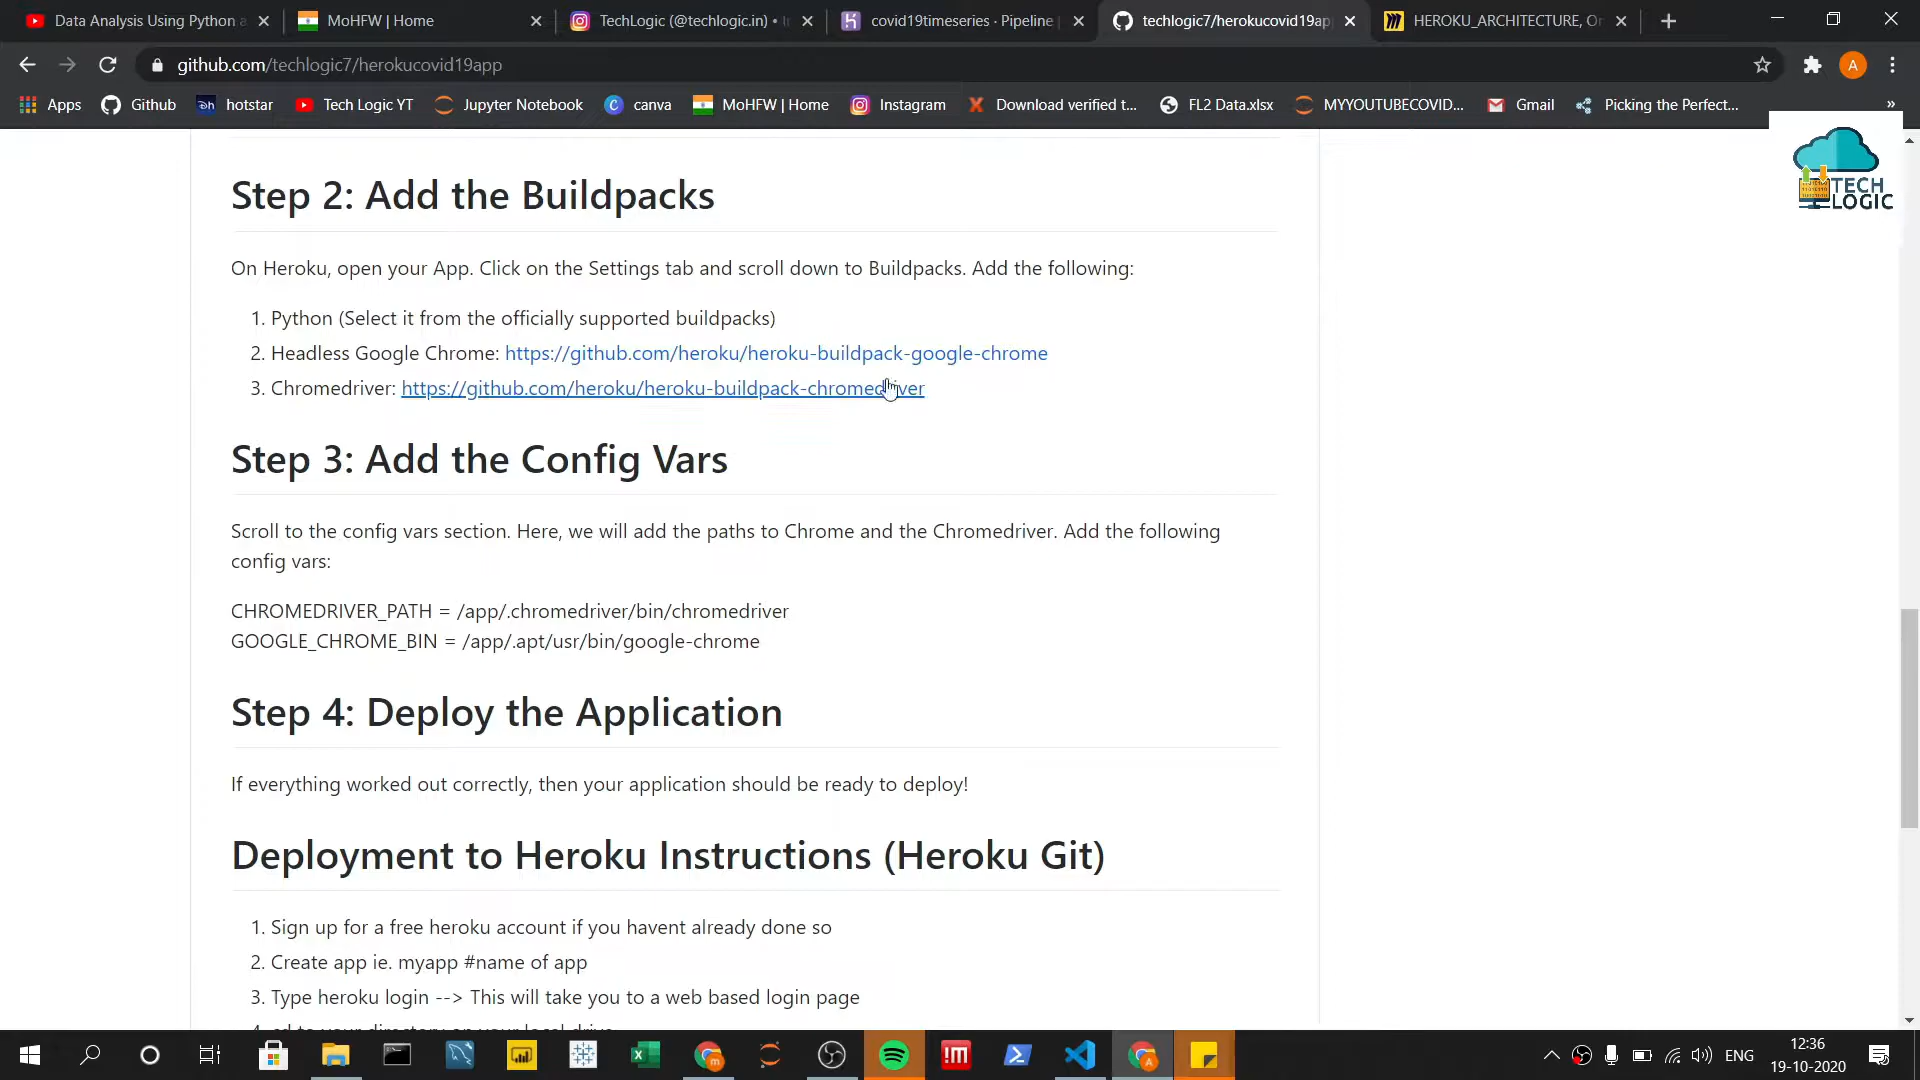 Data Analysis Using Python a
MoHFW | Home
TechLogic (@techlogic.in) •
covid19timeseries · Pipeline
techlogic7/herokucovid19ap
HEROKU_ARCHITECTURE, O
github.com/techlogic7/herokucovid19app
A
Apps
Github
hotstar
Tech Logic YT
Jupyter Notebook
canva
MoHFW | Home
Instagram
Download verified t...
FL2 Data.xlsx
MYYOUTUBECOVID...
Gmail
Picking the Perfect...
»
TECH
LOGIC
Step 2: Add the Buildpacks
On Heroku, open your App. Click on the Settings tab and scroll down to Buildpacks. Add the following:
1. Python (Select it from the officially supported buildpacks)
2. Headless Google Chrome: https://github.com/heroku/heroku-buildpack-google-chrome
3. Chromedriver: https://github.com/heroku/heroku-buildpack-chromedriver
Step 3: Add the Config Vars
Scroll to the config vars section. Here, we will add the paths to Chrome and the Chromedriver. Add the following
config vars:
CHROMEDRIVER_PATH = /app/.chromedriver/bin/chromedriver
GOOGLE_CHROME_BIN = /app/.apt/usr/bin/google-chrome
Step 4: Deploy the Application
If everything worked out correctly, then your application should be ready to deploy!
Deployment to Heroku Instructions (Heroku Git)
1. Sign up for a free heroku account if you havent already done so
2. Create app ie. myapp #name of app
3. Type heroku login --> This will take you to a web based login page
4. cd to your directory on your local drive
ENG
12:36
19-10-2020